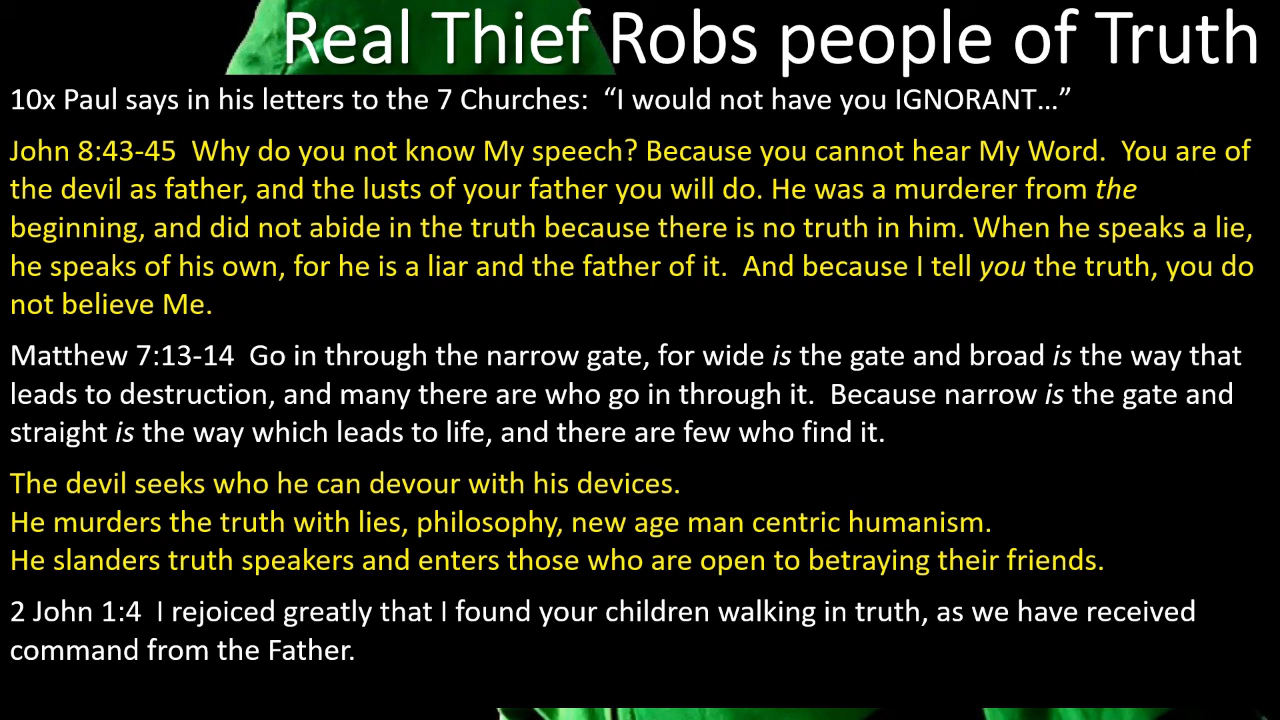 Real Thief Robs people of Truth
10x Paul says in his letters to the 7 Churches:  “I would not have you IGNORANT…”
John 8:43-45  Why do you not know My speech? Because you cannot hear My Word.  You are of
the devil as father, and the lusts of your father you will do. He was a murderer from the
beginning, and did not abide in the truth because there is no truth in him. When he speaks a lie,
he speaks of his own, for he is a liar and the father of it.  And because I tell you the truth, you do
not believe Me.
Matthew 7:13-14  Go in through the narrow gate, for wide is the gate and broad is the way that
leads to destruction, and many there are who go in through it.  Because narrow is the gate and
straight is the way which leads to life, and there are few who find it.
The devil seeks who he can devour with his devices.
He murders the truth with lies, philosophy, new age man centric humanism.
He slanders truth speakers and enters those who are open to betraying their friends.
2 John 1:4  I rejoiced greatly that I found your children walking in truth, as we have received
command from the Father.